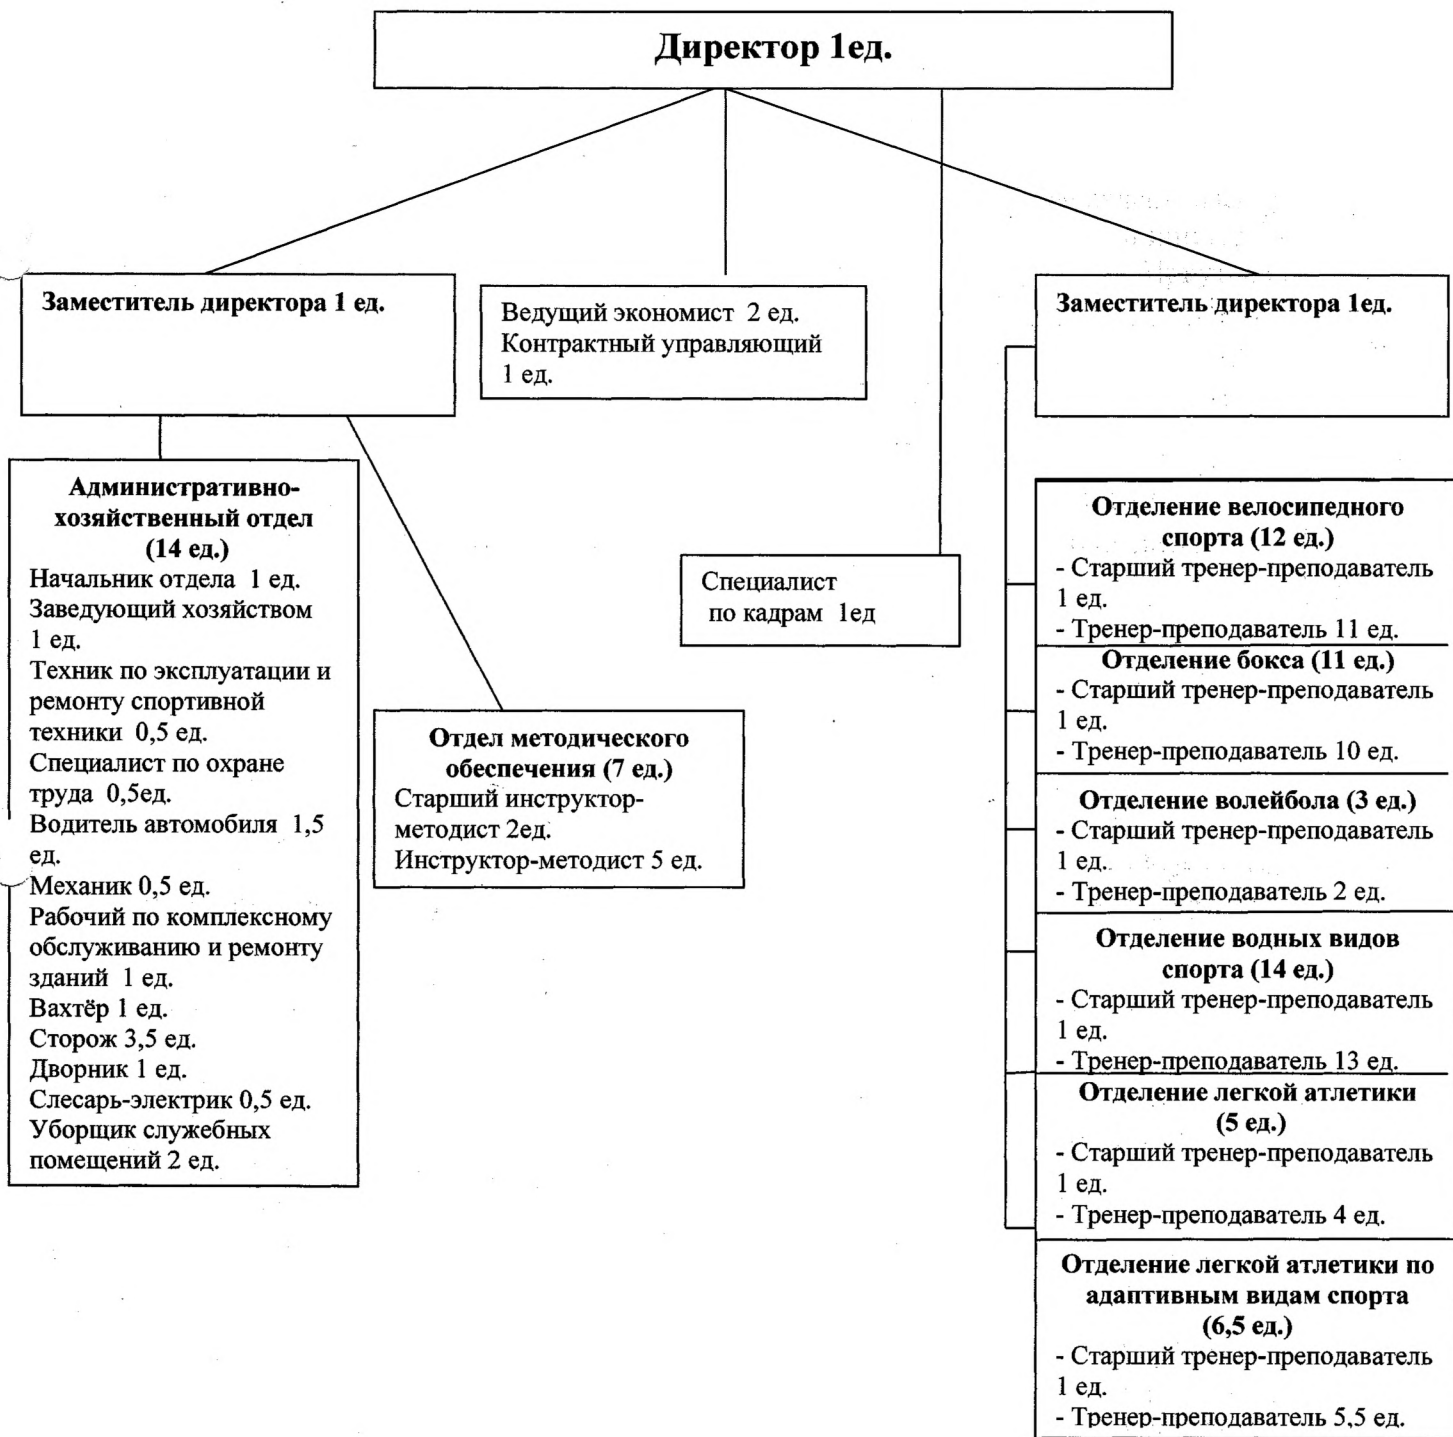 Директор 1ед.
Заместитель директора 1 ед.
Ведущий экономист 2 ед.
Контрактный управляющий
1 ед.
Заместитель директора 1ед.
Административно-
хозяйственный отдел
(14 ед.)
Начальник отдела 1 ед.
Заведующий хозяйством
1 ед.
Техник по эксплуатации и
ремонту спортивной
техники 0,5 ед.
Специалист по охране
труда 0,5ед.
Водитель автомобиля 1,5
ед.
Механик 0,5 ед.
Рабочий по комплексному
обслуживанию и ремонту
зданий 1 ед.
Вахтёр 1 ед.
Сторож 3,5 ед.
Дворник 1 ед.
Слесарь-электрик 0,5 ед.
Уборщик служебных
помещений 2 ед.
Отдел методического
обеспечения (7 ед.)
Старший инструктор-
методист 2ед.
Инструктор-методист 5 ед.
Специалист
по кадрам 1ед
Отделение велосипедного
спорта (12 ед.)
- Старший тренер-преподаватель
1 ед.
- Тренер-преподаватель 11 ед.
Отделение бокса (11 ед.)
- Старший тренер-преподаватель
1 ед.
- Тренер-преподаватель 10 ед.
Отделение волейбола (3 ед.)
- Старший тренер-преподаватель
1 ед.
- Тренер-преподаватель 2 ед.
Отделение водных видов
спорта (14 ед.)
- Старший тренер-преподаватель
1 ед.
- Тренер-преподаватель 13 ед.
Отделение легкой атлетики
(5 ед.)
- Старший тренер-преподаватель
1 ед.
- Тренер-преподаватель 4 ед.
Отделение легкой атлетики по
адаптивным видам спорта
(6,5 ед.)
- Старший тренер-преподаватель
1 ед.
- Тренер-преподаватель 5,5 ед.